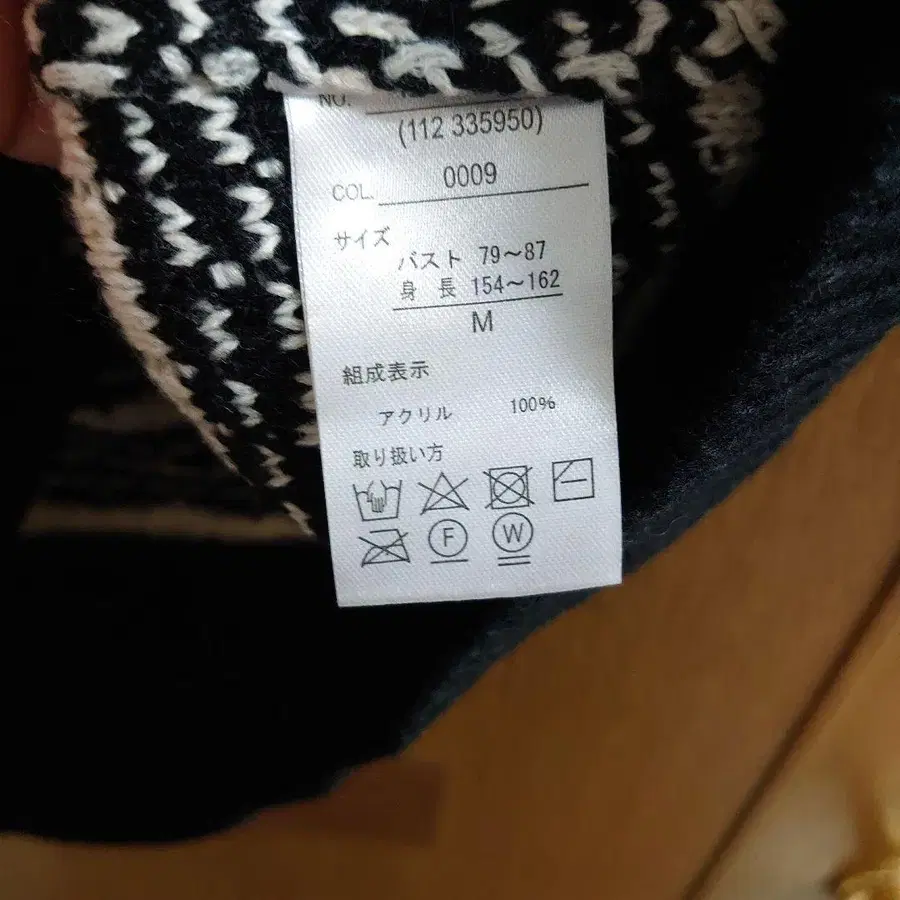 NO.
(112 335950)
COL. 0009
サイズ
バスト 79～87
身 長 154～162
M
組成表示
アクリル 100%
取り扱い方
F W